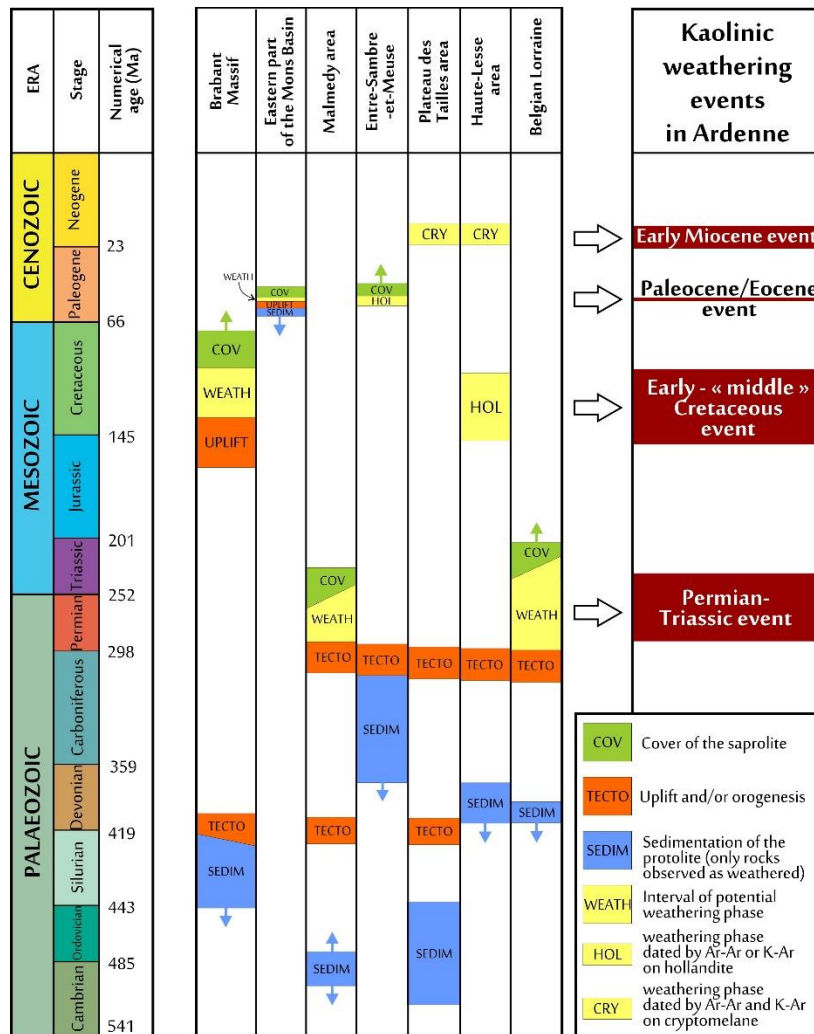 ERA
Stage
Numerical
age (Ma)
Brabant
Massif
Eastern part
of the Mons Basin
Malmedy area
Entre-Sambre
-et-Meuse
Plateau des
Tailles area
Haute-Lesse
area
Belgian Lorraine
Kaolinic
weathering
events
in Ardenne
CENOZOIC
MESOZOIC
PALAEOZOIC
Neogene
Paleogene
Cretaceous
Jurassic
Triassic
Permian
Carboniferous
Devonian
Silurian
Ordovician
Cambrian
23
66
145
201
252
298
359
419
443
485
541
COV
WEATH
UPLIFT
TECTO
SEDIM
WEATH
COV
UPLIFT
SEDIM
COV
WEATH
TECTO
TECTO
SEDIM
COV
HOL
TECTO
SEDIM
CRY
TECTO
TECTO
SEDIM
CRY
HOL
TECTO
SEDIM
COV
WEATH
TECTO
SEDIM
Early Miocene event
Paleocene/Eocene
event
Early - « middle »
Cretaceous
event
Permian-
Triassic event
COV Cover of the saprolite
TECTO Uplift and/or orogenesis
SEDIM Sedimentation of the
protolite (only rocks
observed as weathered)
WEATH Interval of potential
weathering phase
HOL weathering phase
dated by Ar-Ar or K-Ar
on hollandite
CRY weathering phase
dated by Ar-Ar and K-Ar
on cryptomelane